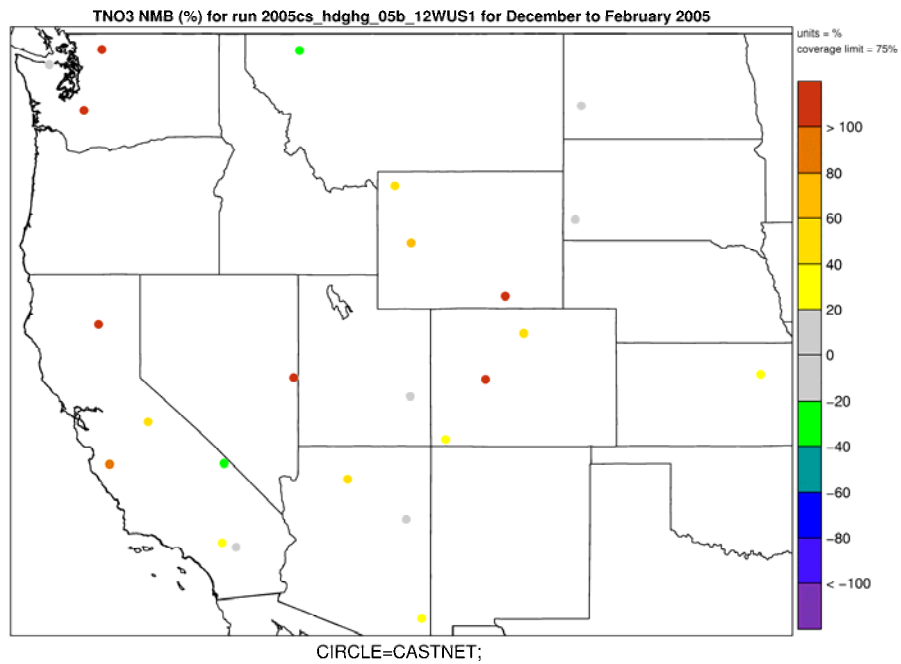 TNO3 NMB (%) for run 2005cs_hdghg_05b_12WUS1 for December to February 2005
units = %
coverage limit = 75%
> 100
80
60
40
20
0
−20
−40
−60
−80
< −100
CIRCLE=CASTNET;